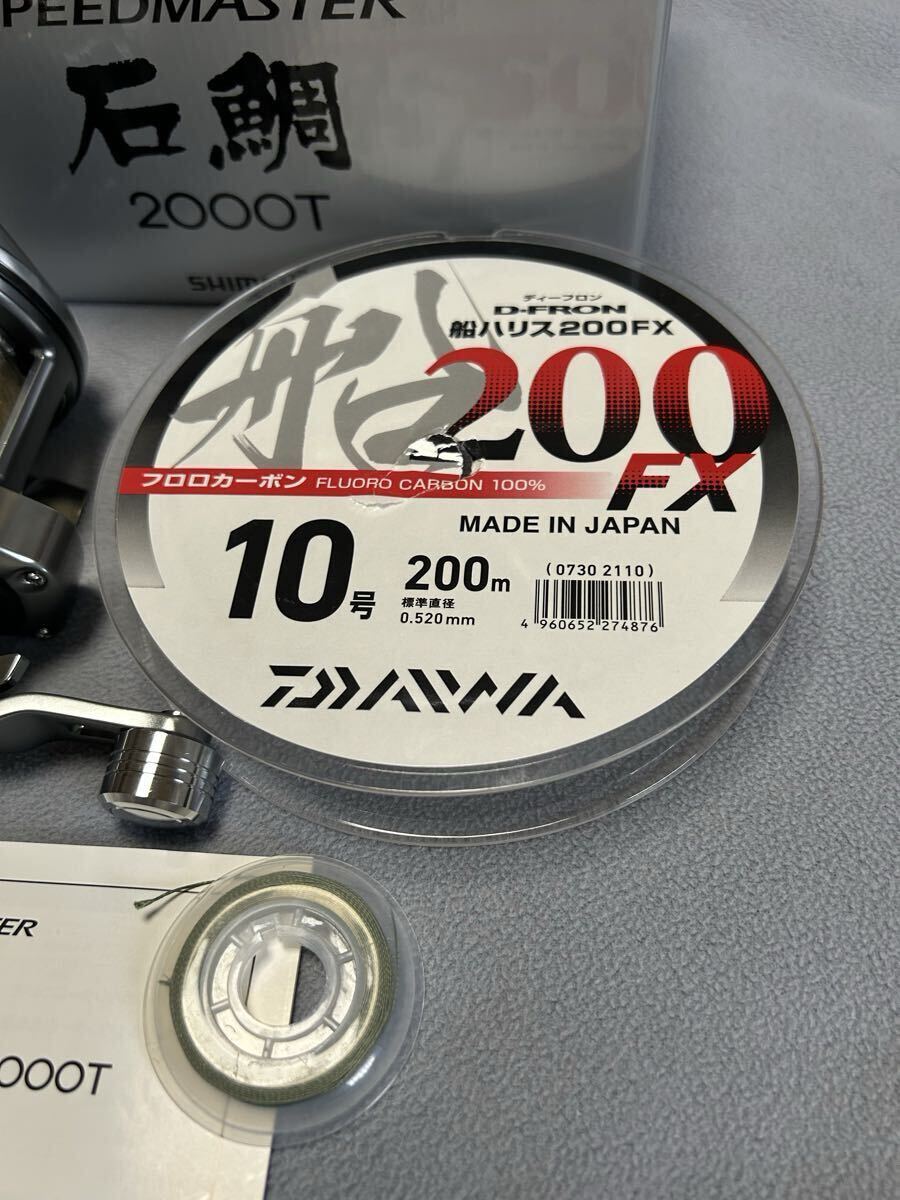 PEEDMASTER
石鯛
2000T
船
ディーフロン
D-FRON
船ハリス200FX
200
FX
フロロカーボン FLUORO CARBON 100%
MADE IN JAPAN
10号
200m
標準直径
0.520mm
(0730 2110)
4 960652 274876
DAIWA
TER
000T